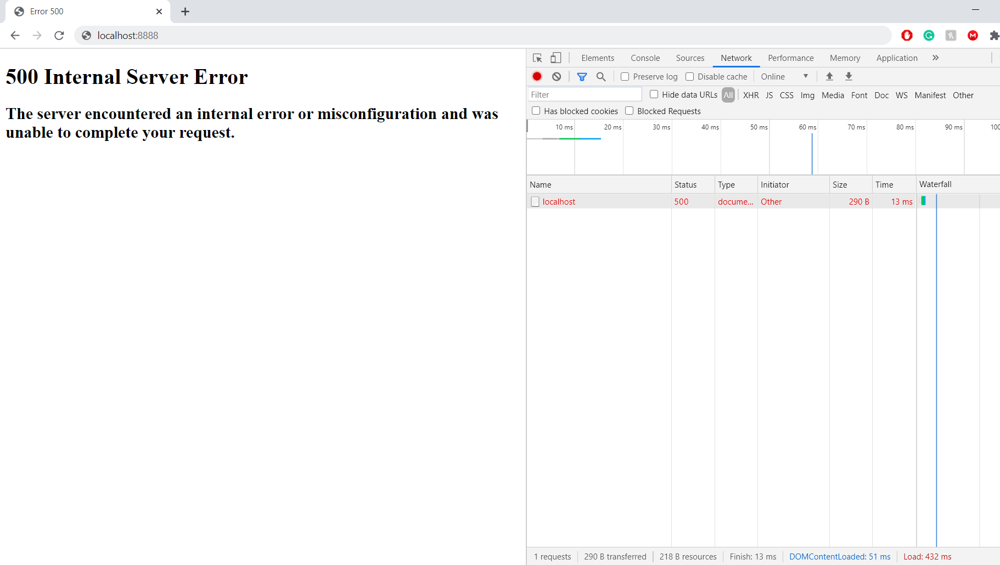 Error 500
localhost:8888
500 Internal Server Error
The server encountered an internal error or misconfiguration and was
unable to complete your request.
Elements Console Sources Network Performance Memory Application
Preserve log Disable cache Online
Filter Hide data URLs All XHR JS CSS Img Media Font Doc WS Manifest Other
Has blocked cookies Blocked Requests
10 ms 20 ms 30 ms 40 ms 50 ms 60 ms 70 ms 80 ms 90 ms 100
Name Status Type Initiator Size Time Waterfall
localhost 500 docume... Other 290 B 13 ms
1 requests 290 B transferred 218 B resources Finish: 13 ms DOMContentLoaded: 51 ms Load: 432 ms